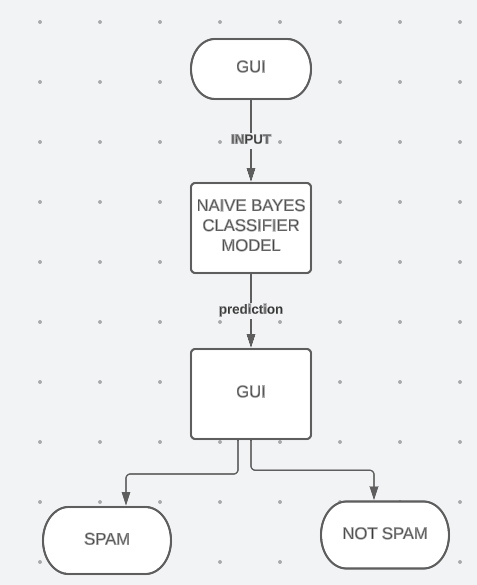 GUI
INPUT
NAIVE BAYES
CLASSIFIER
MODEL
prediction
GUI
SPAM
NOT SPAM